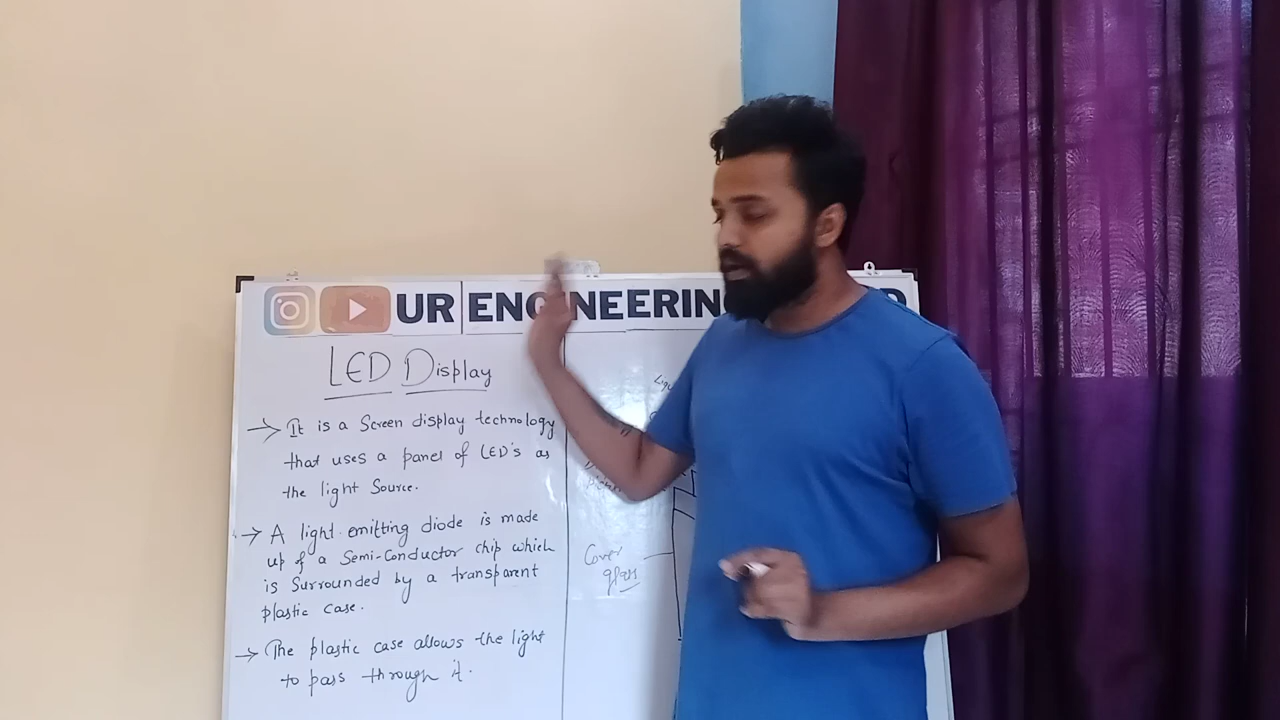 UR ENGINEERING
LED Display
→ It is a Screen display technology
that uses a panel of LED's as
the light Source.
→ A light emitting diode is made
up of a Semi-Conductor chip which
is Surrounded by a transparent
plastic case.
→ The plastic case allows the light
to pass through it.
Cover
glass